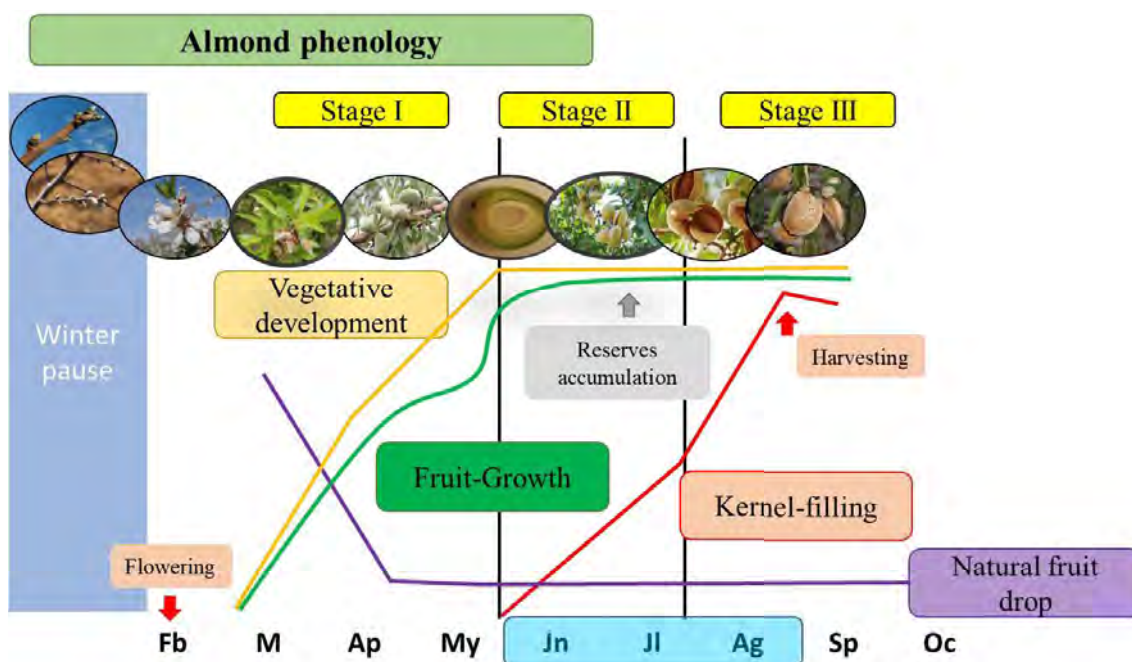 Almond phenology
Stage I
Stage II
Stage III
Winter
pause
Vegetative
development
Reserves
accumulation
Harvesting
Fruit-Growth
Kernel-filling
Flowering
Natural fruit
drop
Fb M Ap My Jn Jl Ag Sp Oc